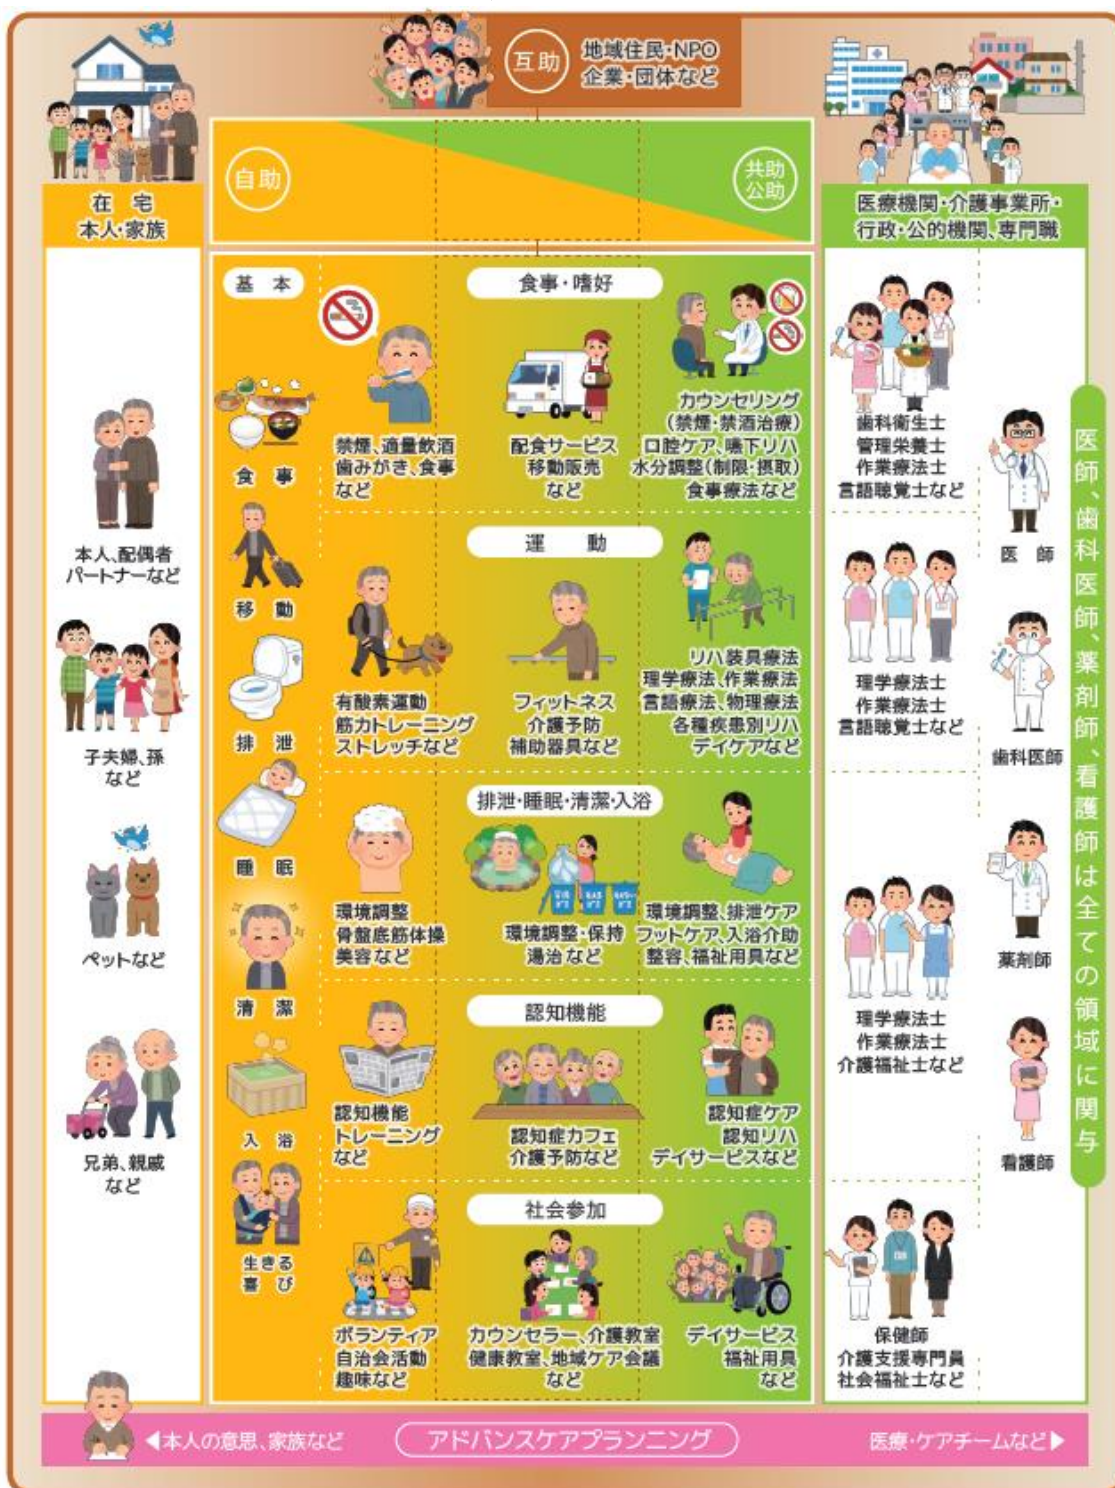 互助
地域住民・NPO
企業・団体など
自助
共助
公助
在宅
本人・家族
医療機関・介護事業所・
行政・公的機関、専門職
本人、配偶者
パートナーなど
子夫婦、孫
など
ペットなど
兄弟、親戚
など
基本
食事
移動
排泄
睡眠
清潔
入浴
生きる
喜び
食事・嗜好
禁煙、適量飲酒
歯みがき、食事
など
配食サービス
移動販売
など
カウンセリング
(禁煙・禁酒治療)
口腔ケア、嚥下リハ
水分調整(制限・摂取)
食事療法など
運動
有酸素運動
筋力トレーニング
ストレッチなど
フィットネス
介護予防
補助器具など
リハ装具療法
理学療法、作業療法
言語療法、物理療法
各種疾患別リハ
デイケアなど
排泄・睡眠・清潔・入浴
環境調整
骨盤底筋体操
美容など
環境調整・保持
湯治など
環境調整、排泄ケア
フットケア、入浴介助
整容、福祉用具など
認知機能
認知機能
トレーニング
など
認知症カフェ
介護予防など
認知症ケア
認知リハ
デイサービスなど
社会参加
ボランティア
自治会活動
趣味など
カウンセラー、介護教室
健康教室、地域ケア会議
など
デイサービス
福祉用具
など
歯科衛生士
管理栄養士
作業療法士
言語聴覚士など
理学療法士
作業療法士
言語聴覚士など
理学療法士
作業療法士
介護福祉士など
保健師
介護支援専門員
社会福祉士など
医師
歯科医師
薬剤師
看護師
医師、歯科医師、薬剤師、看護師は全ての領域に関与
◀本人の意思、家族など
アドバンスケアプランニング
医療・ケアチームなど▶